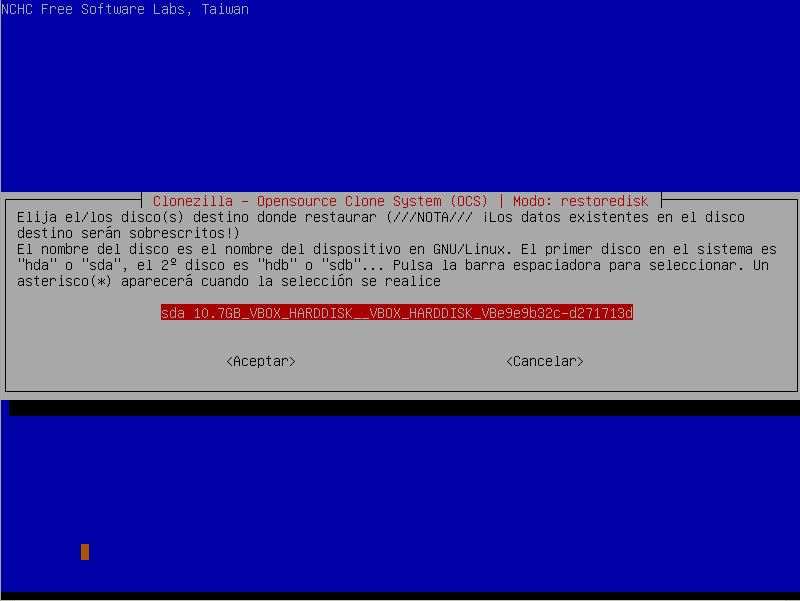 NCHC Free Software Labs, Taiwan
Clonezilla - Opensource Clone System (OCS) | Modo: restoredisk
Elija el/los disco(s) destino donde restaurar (///NOTA/// ¡Los datos existentes en el disco
destino serán sobrescritos!)
El nombre del disco es el nombre del dispositivo en GNU/Linux. El primer disco en el sistema es
"hda" o "sda", el 2º disco es "hdb" o "sdb"... Pulsa la barra espaciadora para seleccionar. Un
asterisco(*) aparecerá cuando la selección se realice
sda 10.7GB_VBOX_HARDDISK__VBOX_HARDDISK_VBe9e9b32c-d271713d
<Aceptar> <Cancelar>